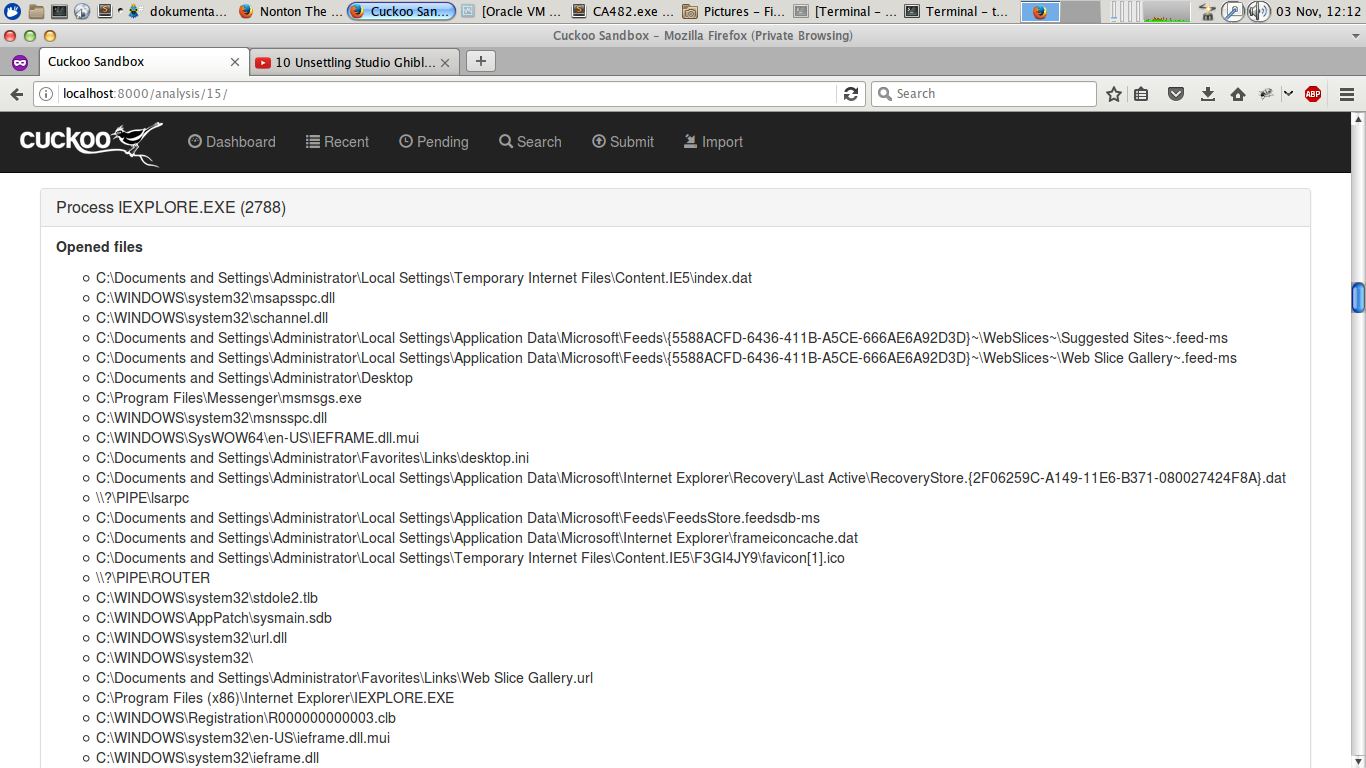 dokumenta... Nonton The ... Cuckoo San... [Oracle VM ... CA482.exe ... Pictures – Fi... [Terminal – ... Terminal – t... 03 Nov, 12:12
Cuckoo Sandbox – Mozilla Firefox (Private Browsing)
Cuckoo Sandbox 10 Unsettling Studio Ghibl...
localhost:8000/analysis/15/ Search ABP
cuckoo Dashboard Recent Pending Search Submit Import
Process IEXPLORE.EXE (2788)
Opened files
C:\Documents and Settings\Administrator\Local Settings\Temporary Internet Files\Content.IE5\index.dat
C:\WINDOWS\system32\msapsspc.dll
C:\WINDOWS\system32\schannel.dll
C:\Documents and Settings\Administrator\Local Settings\Application Data\Microsoft\Feeds\{5588ACFD-6436-411B-A5CE-666AE6A92D3D}~\WebSlices~\Suggested Sites~.feed-ms
C:\Documents and Settings\Administrator\Local Settings\Application Data\Microsoft\Feeds\{5588ACFD-6436-411B-A5CE-666AE6A92D3D}~\WebSlices~\Web Slice Gallery~.feed-ms
C:\Documents and Settings\Administrator\Desktop
C:\Program Files\Messenger\msmsgs.exe
C:\WINDOWS\system32\msnsspc.dll
C:\WINDOWS\SysWOW64\en-US\IEFRAME.dll.mui
C:\Documents and Settings\Administrator\Favorites\Links\desktop.ini
C:\Documents and Settings\Administrator\Local Settings\Application Data\Microsoft\Internet Explorer\Recovery\Last Active\RecoveryStore.{2F06259C-A149-11E6-B371-080027424F8A}.dat
\\?\PIPE\lsarpc
C:\Documents and Settings\Administrator\Local Settings\Application Data\Microsoft\Feeds\FeedsStore.feedsdb-ms
C:\Documents and Settings\Administrator\Local Settings\Application Data\Microsoft\Internet Explorer\frameiconcache.dat
C:\Documents and Settings\Administrator\Local Settings\Temporary Internet Files\Content.IE5\F3GI4JY9\favicon[1].ico
\\?\PIPE\ROUTER
C:\WINDOWS\system32\stdole2.tlb
C:\WINDOWS\AppPatch\sysmain.sdb
C:\WINDOWS\system32\url.dll
C:\WINDOWS\system32\
C:\Documents and Settings\Administrator\Favorites\Links\Web Slice Gallery.url
C:\Program Files (x86)\Internet Explorer\IEXPLORE.EXE
C:\WINDOWS\Registration\R000000000003.clb
C:\WINDOWS\system32\en-US\ieframe.dll.mui
C:\WINDOWS\system32\ieframe.dll